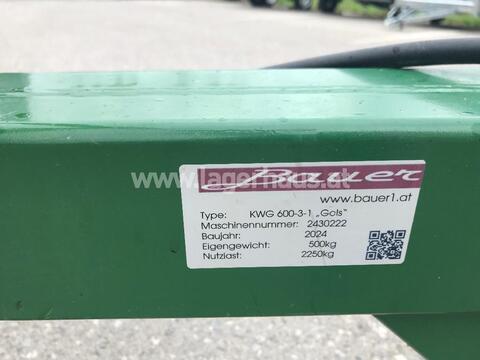 Bauer
www.lagerhaus.at
www.bauer1.at
Type: KWG 600-3-1 „Gols“
Maschinennummer: 2430222
Baujahr: 2024
Eigengewicht: 500kg
Nutzlast: 2250kg